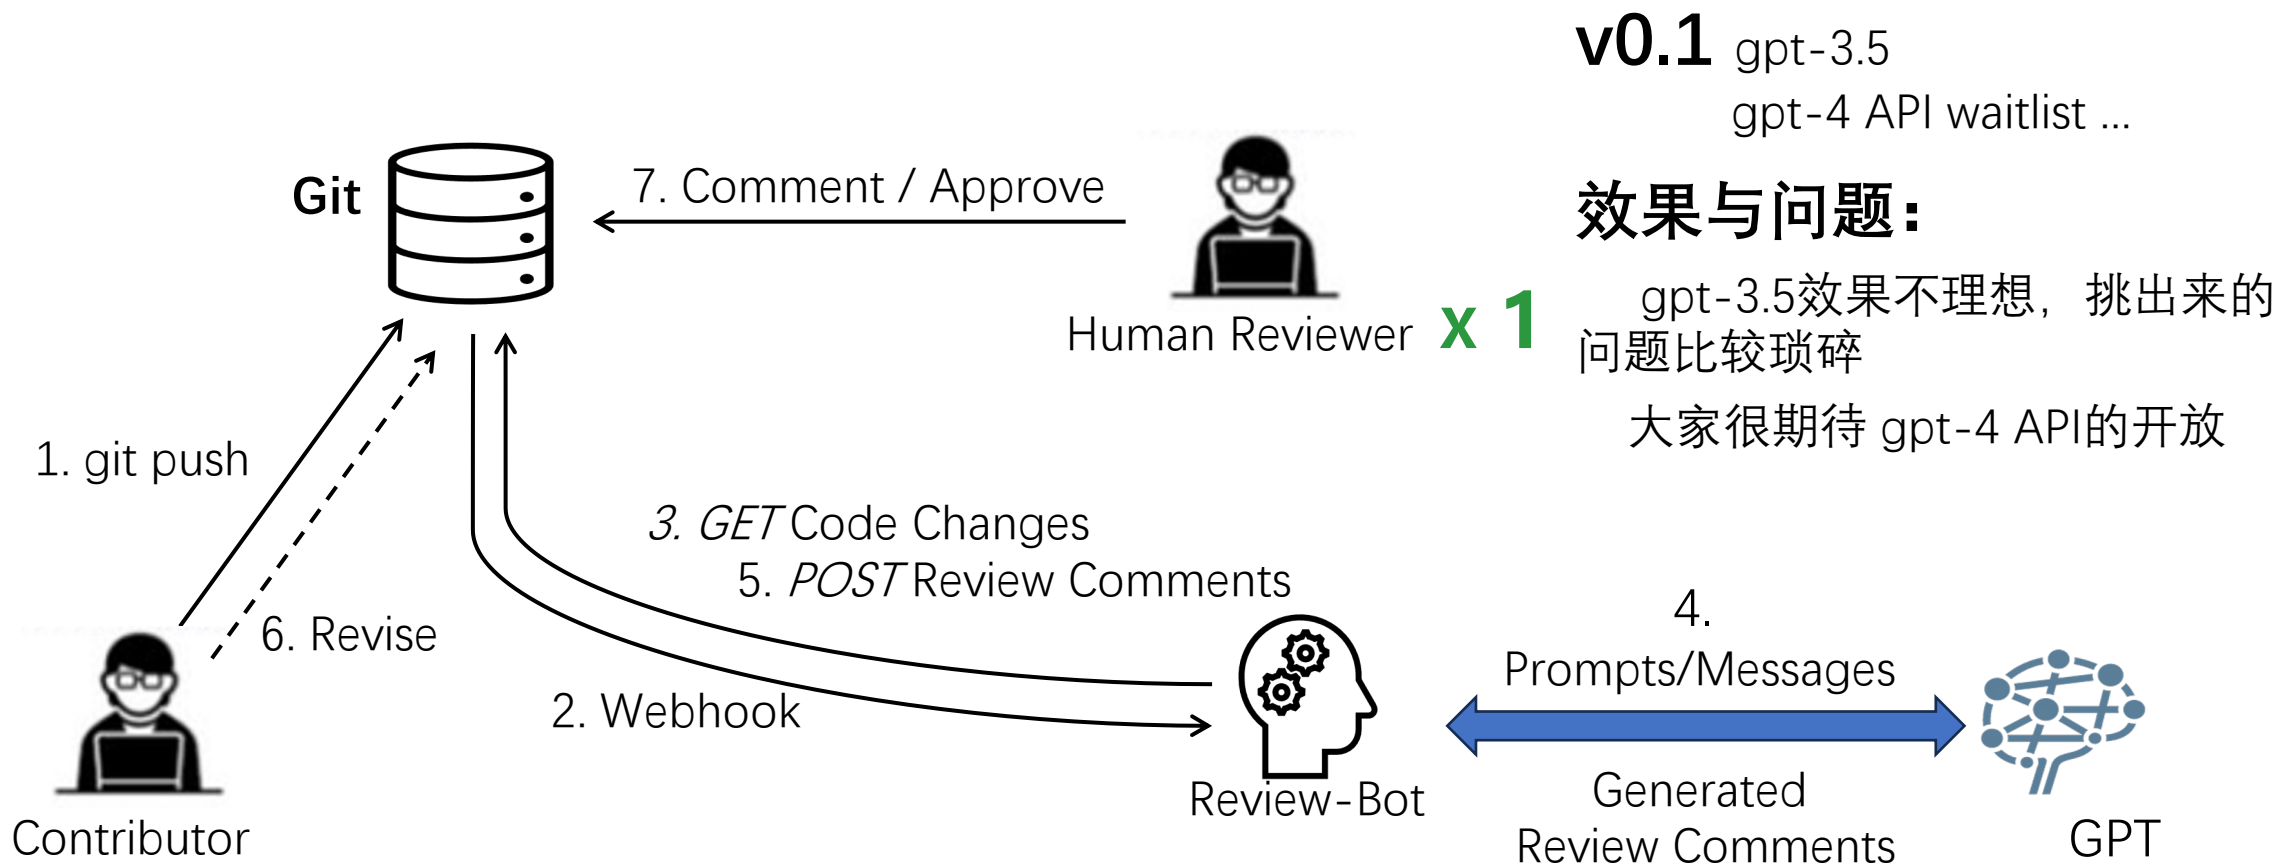 v0.1 gpt-3.5
gpt-4 API waitlist ...
效果与问题：
gpt-3.5效果不理想，挑出来的
问题比较琐碎
大家很期待 gpt-4 API的开放
Git
7. Comment / Approve
Human Reviewer x 1
1. git push
3. GET Code Changes
5. POST Review Comments
6. Revise
2. Webhook
4.
Prompts/Messages
Review-Bot
Generated
Review Comments
Contributor
GPT